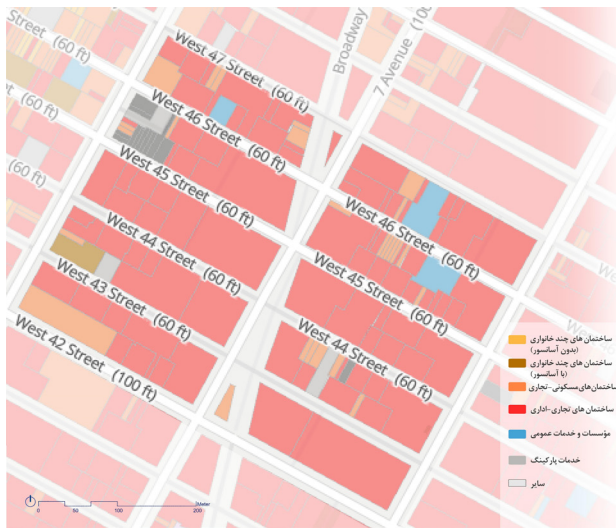 Street (60 ft)
West 47 Street (60 ft)
Broadway
7 Avenue (100
Street (60 ft)
West 46 Street (60 ft)
West 45 Street (60 ft)
West 46 Street (60 ft)
West 44 Street (60 ft)
West 45 Street (60 ft)
West 43 Street (60 ft)
West 44 Street (60 ft)
West 42 Street (100 ft)
ساختمان های چند خانواری
(بدون آسانسور)
ساختمان های چند خانواری
(با آسانسور)
ساختمان‌های مسکونی-تجاری
ساختمان های تجاری-اداری
مؤسسات و خدمات عمومی
خدمات پارکینگ
سایر
Meter
0 50 100 200